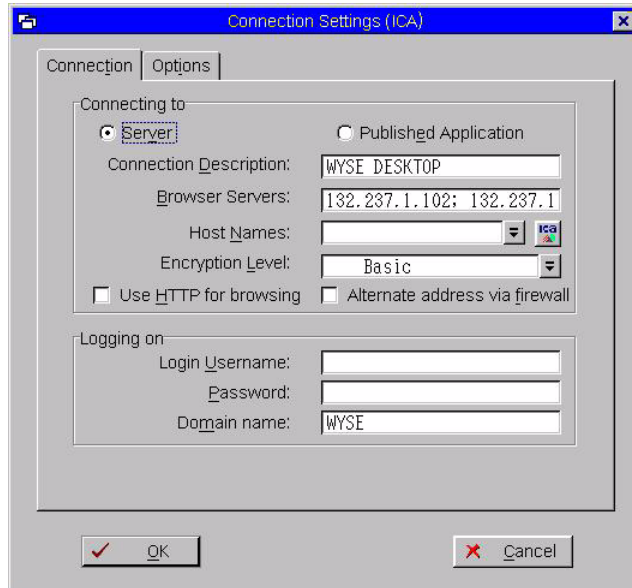 Connection Settings (ICA)
Connection Options
Connecting to
Server Published Application
Connection Description: WYSE DESKTOP
Browser Servers: 132.237.1.102; 132.237.1
Host Names: ica
Encryption Level: Basic
Use HTTP for browsing Alternate address via firewall
Logging on
Login Username:
Password:
Domain name: WYSE
OK Cancel